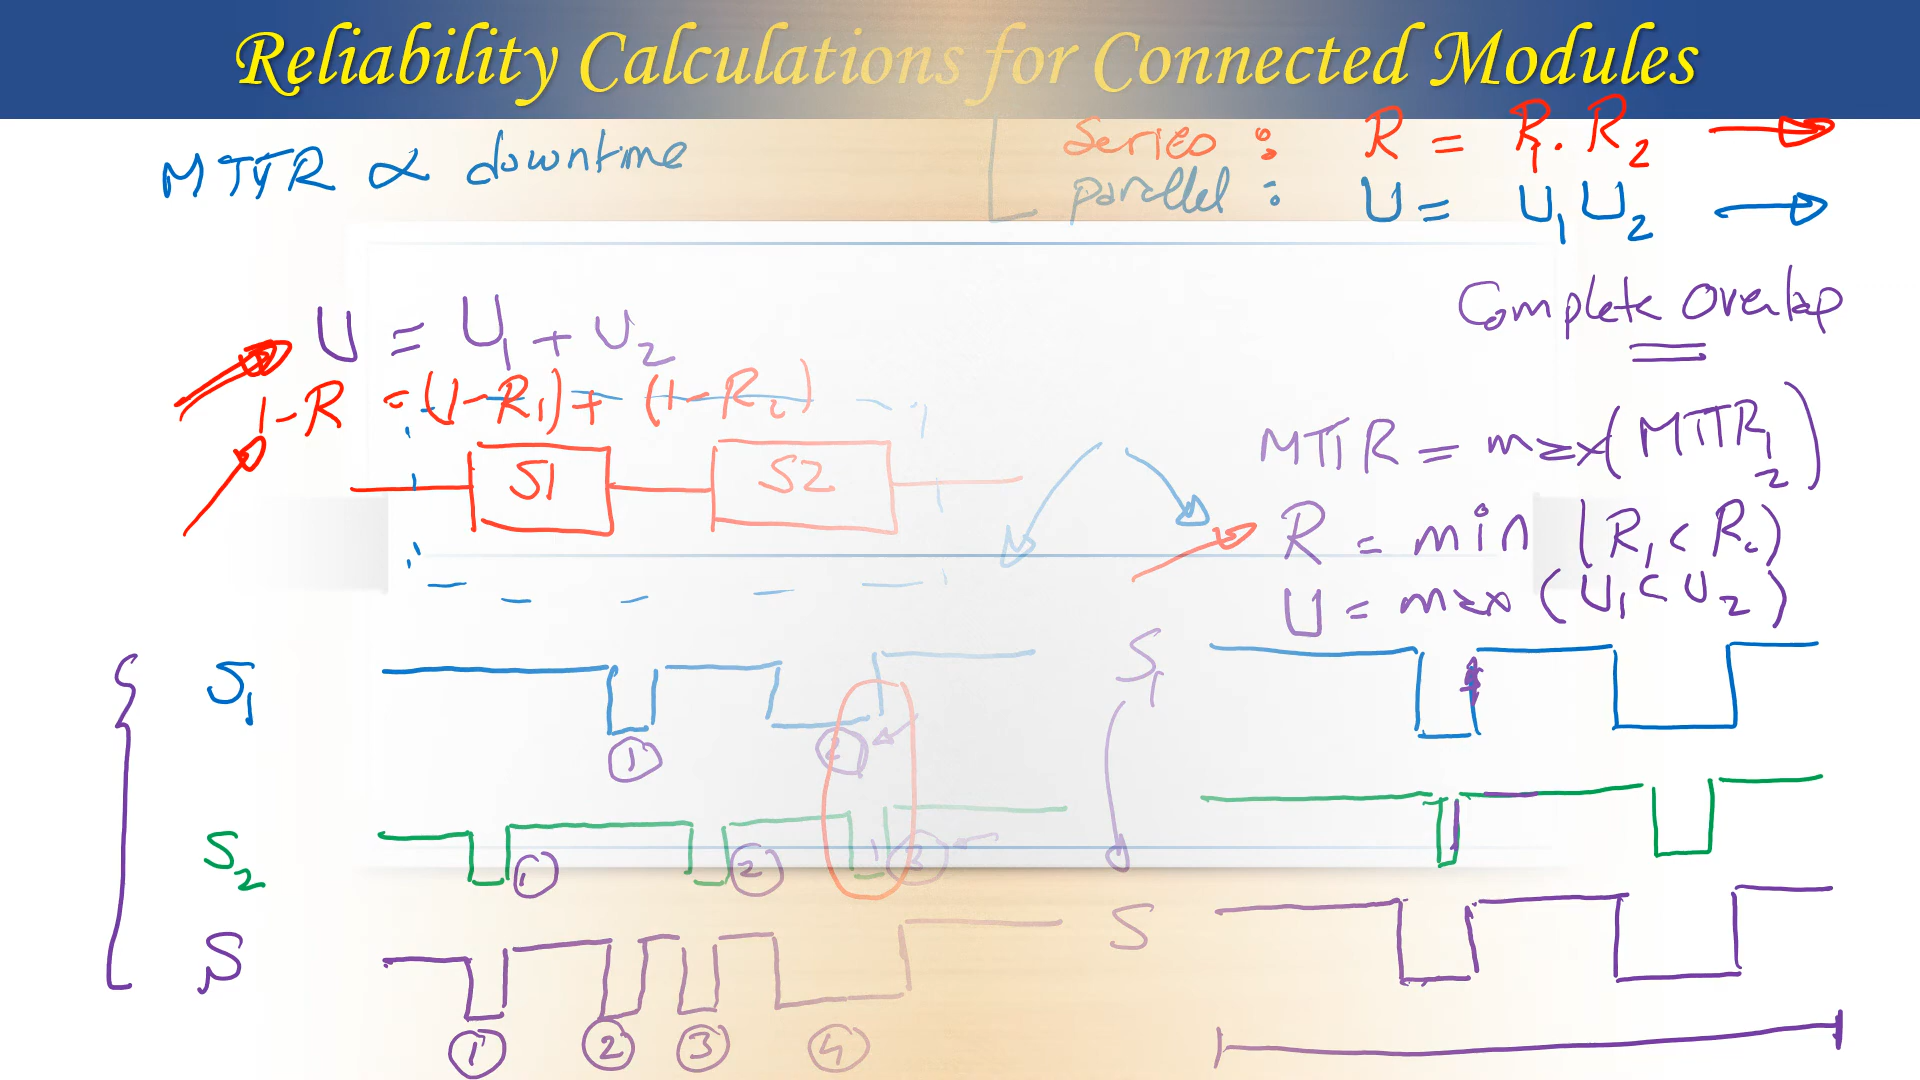 Reliability Calculations for Connected Modules
MTTR ∝ downtime
Series : R = R1 . R2
parallel : U = U1 U2
Complete overlap
U = U1 + U2
1-R = (1-R1) + (1-R2)
S1 S2
MTTR = max(MTTR1,2)
R = min (R1, R2)
U = max (U1, U2)
S1
1 2
S2
1 2 3
S
1 2 3 4
S1
S